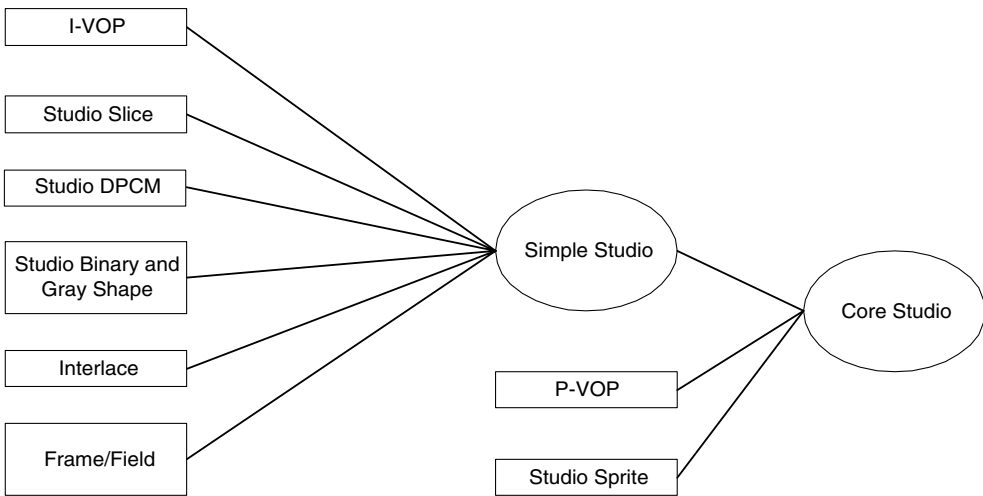 I-VOP
Studio Slice
Studio DPCM
Studio Binary and
Gray Shape
Interlace
Frame/Field
Simple Studio
P-VOP
Studio Sprite
Core Studio